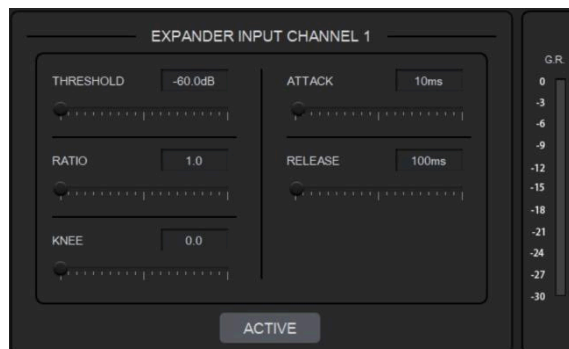 EXPANDER INPUT CHANNEL 1
THRESHOLD -60.0dB
RATIO 1.0
KNEE 0.0
ATTACK 10ms
RELEASE 100ms
ACTIVE
G.R.
0
-3
-6
-9
-12
-15
-18
-21
-24
-27
-30